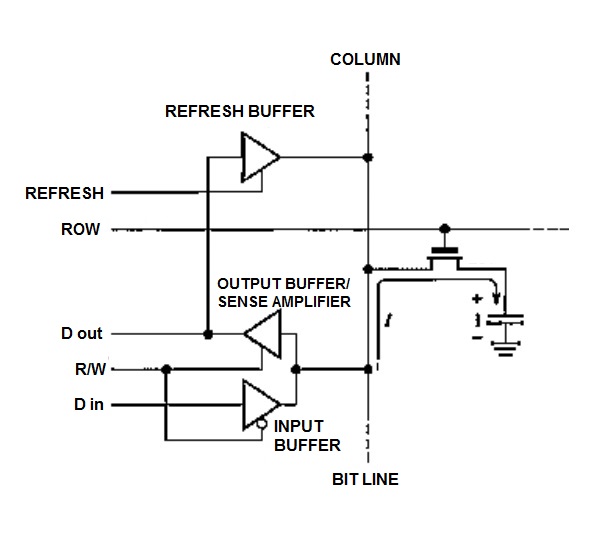 COLUMN
REFRESH BUFFER
REFRESH
ROW
OUTPUT BUFFER/
SENSE AMPLIFIER
D out
R/W
D in
INPUT
BUFFER
BIT LINE
+